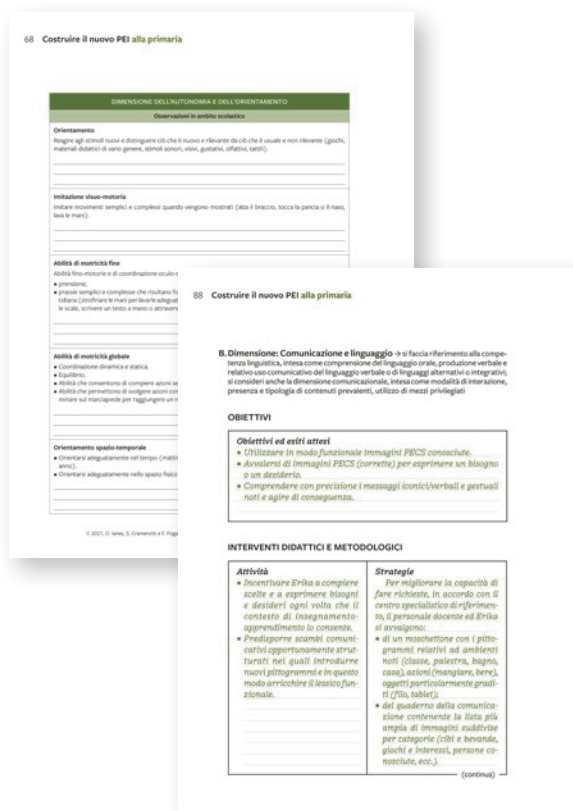 68 Costruire il nuovo PEI alla primaria
DIMENSIONE DELL'AUTONOMIA E DELL'ORIENTAMENTO
Osservazioni in ambito scolastico
Orientamento
Reagire agli stimoli nuovi e distinguere ciò che è nuovo e rilevante da ciò che è usuale e non rilevante (giochi,
materiali didattici di vario genere, stimoli sonori, visivi, gustativi, olfattivi, tattili).
Imitazione visuo-motoria
Imitare movimenti semplici e complessi quando vengono mostrati (alza il braccio, tocca la pancia o il naso,
lava le mani).
Abilità di motricità fine
Abilità fino-motorie e di coordinazione oculo-
• prensione;
• prassie semplici e complesse che risultano
tidiana (strofinare le mani per lavarle
le scale, scrivere un testo a mano o
Abilità di motricità globale
• Coordinazione dinamica e statica.
• Equilibrio.
• Abilità che consentono di compiere azioni
• Abilità che permettono di svolgere azioni
minare sul marciapiede per raggiungere un
Orientamento spazio-temporale
• Orientarsi adeguatamente nel tempo
anno).
• Orientarsi adeguatamente nello spazio fisico
© 2021, D. Ianes, S. Cramerotti e F.
88 Costruire il nuovo PEI alla primaria
B. Dimensione: Comunicazione e linguaggio → si faccia riferimento alla compe-
tenza linguistica, intesa come comprensione del linguaggio orale, produzione verbale e
relativo uso comunicativo del linguaggio verbale o di linguaggi alternativi o integrativi;
si consideri anche la dimensione comunicazionale, intesa come modalità di interazione,
presenza e tipologia di contenuti prevalenti, utilizzo di mezzi privilegiati
OBIETTIVI
Obiettivi ed esiti attesi
• Utilizzare in modo funzionale immagini PECS conosciute.
• Avvalersi di immagini PECS (corrette) per esprimere un bisogno
o un desiderio.
• Comprendere con precisione i messaggi iconici/verbali e gestuali
noti e agire di conseguenza.
INTERVENTI DIDATTICI E METODOLOGICI
Attività
• Incentivare Erika a compiere
scelte e a esprimere bisogni
e desideri ogni volta che il
contesto di insegnamento-
apprendimento lo consente.
• Predisporre scambi comuni-
cativi opportunamente strut-
turati nei quali introdurre
nuovi pittogrammi e in questo
modo arricchire il lessico fun-
zionale.
Strategie
Per migliorare la capacità di
fare richieste, in accordo con il
centro specialistico di riferimen-
to, il personale docente ed Erika
si avvalgono:
• di un moschettone con i pitto-
grammi relativi ad ambienti
noti (classe, palestra, bagno,
casa), azioni (mangiare, bere),
oggetti particolarmente gradi-
ti (filo, tablet);
• del quaderno della comunica-
zione contenente la lista più
ampia di immagini suddivise
per categorie (cibi e bevande,
giochi e interessi, persone co-
nosciute, ecc.).
(continua)